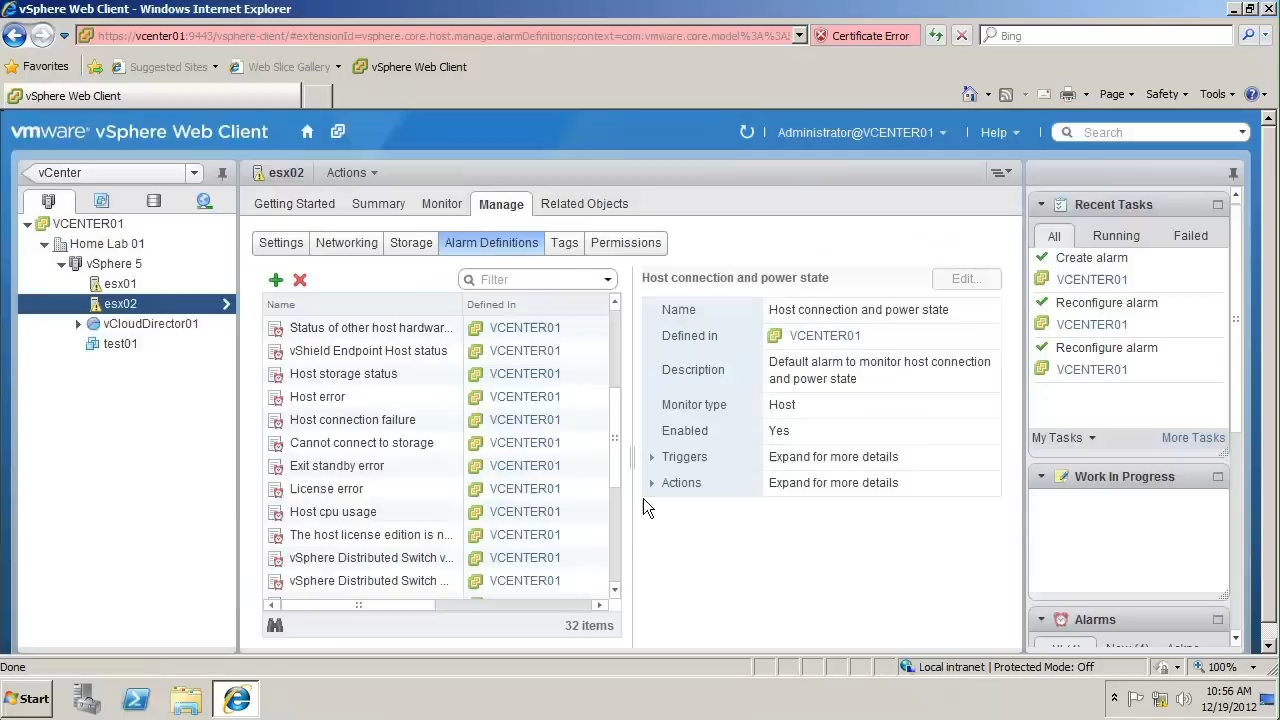 vSphere Web Client - Windows Internet Explorer
https://vcenter01:9443/vsphere-client/#extensionId=vsphere.core.host.manage.alarmDefinitions;context=com.vmware.core.model%3A%3A
Certificate Error
Bing
Favorites
Suggested Sites
Web Slice Gallery
vSphere Web Client
vSphere Web Client
Page
Safety
Tools
vmware® vSphere Web Client
Administrator@VCENTER01
Help
Search
vCenter
VCENTER01
Home Lab 01
vSphere 5
esx01
esx02
vCloudDirector01
test01
esx02
Actions
Getting Started
Summary
Monitor
Manage
Related Objects
Settings
Networking
Storage
Alarm Definitions
Tags
Permissions
Filter
Name Defined In
Status of other host hardwar... VCENTER01
vShield Endpoint Host status VCENTER01
Host storage status VCENTER01
Host error VCENTER01
Host connection failure VCENTER01
Cannot connect to storage VCENTER01
Exit standby error VCENTER01
License error VCENTER01
Host cpu usage VCENTER01
The host license edition is n... VCENTER01
vSphere Distributed Switch v... VCENTER01
vSphere Distributed Switch ... VCENTER01
32 items
Host connection and power state
Edit...
Name Host connection and power state
Defined in VCENTER01
Description Default alarm to monitor host connection
and power state
Monitor type Host
Enabled Yes
Triggers Expand for more details
Actions Expand for more details
Recent Tasks
All Running Failed
Create alarm
VCENTER01
Reconfigure alarm
VCENTER01
Reconfigure alarm
VCENTER01
My Tasks More Tasks
Work In Progress
Alarms
Done
Local intranet | Protected Mode: Off
100%
Start
10:56 AM
12/19/2012